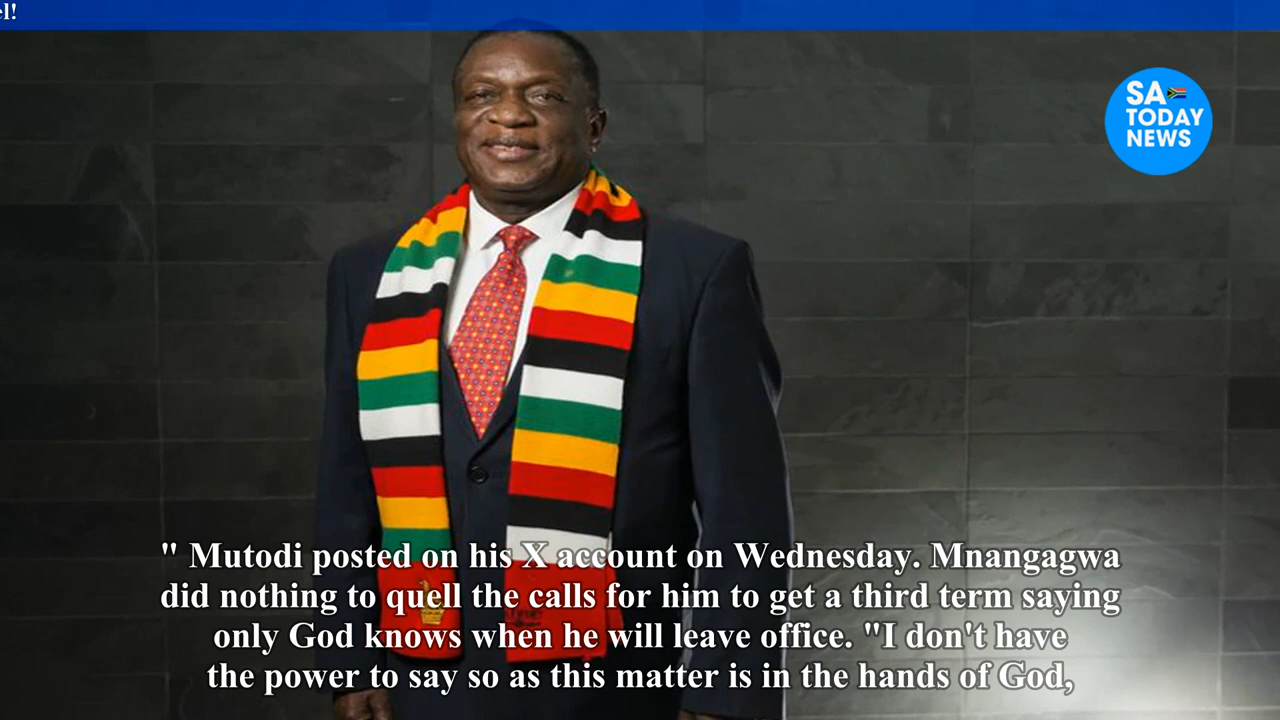 el!
SA
TODAY
NEWS
" Mutodi posted on his X account on Wednesday. Mnangagwa
did nothing to quell the calls for him to get a third term saying
only God knows when he will leave office. "I don't have
the power to say so as this matter is in the hands of God,